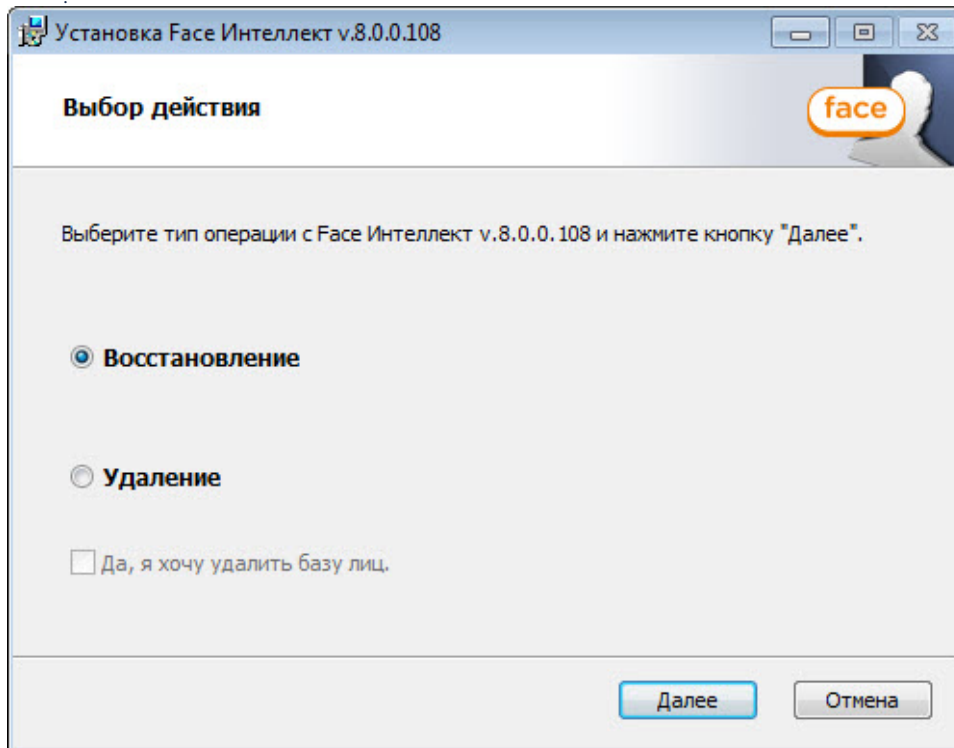 Установка Face Интеллект v.8.0.0.108
Выбор действия
face
Выберите тип операции с Face Интеллект v.8.0.0.108 и нажмите кнопку "Далее".
Восстановление
Удаление
Да, я хочу удалить базу лиц.
Далее
Отмена